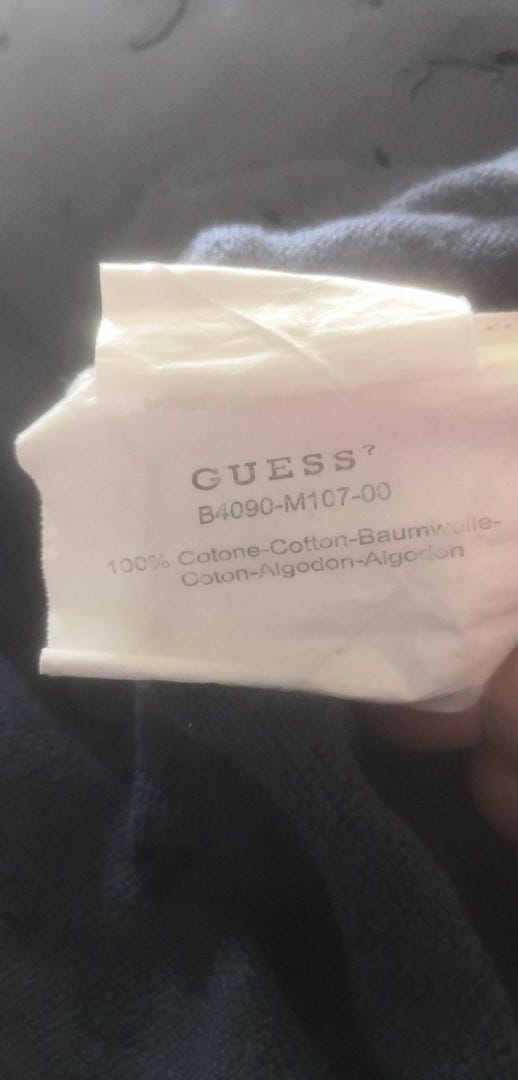 GUESS?
B4090-M107-00
100% Cotone-Cotton-Baumwolle-
Coton-Algodon-Algodon